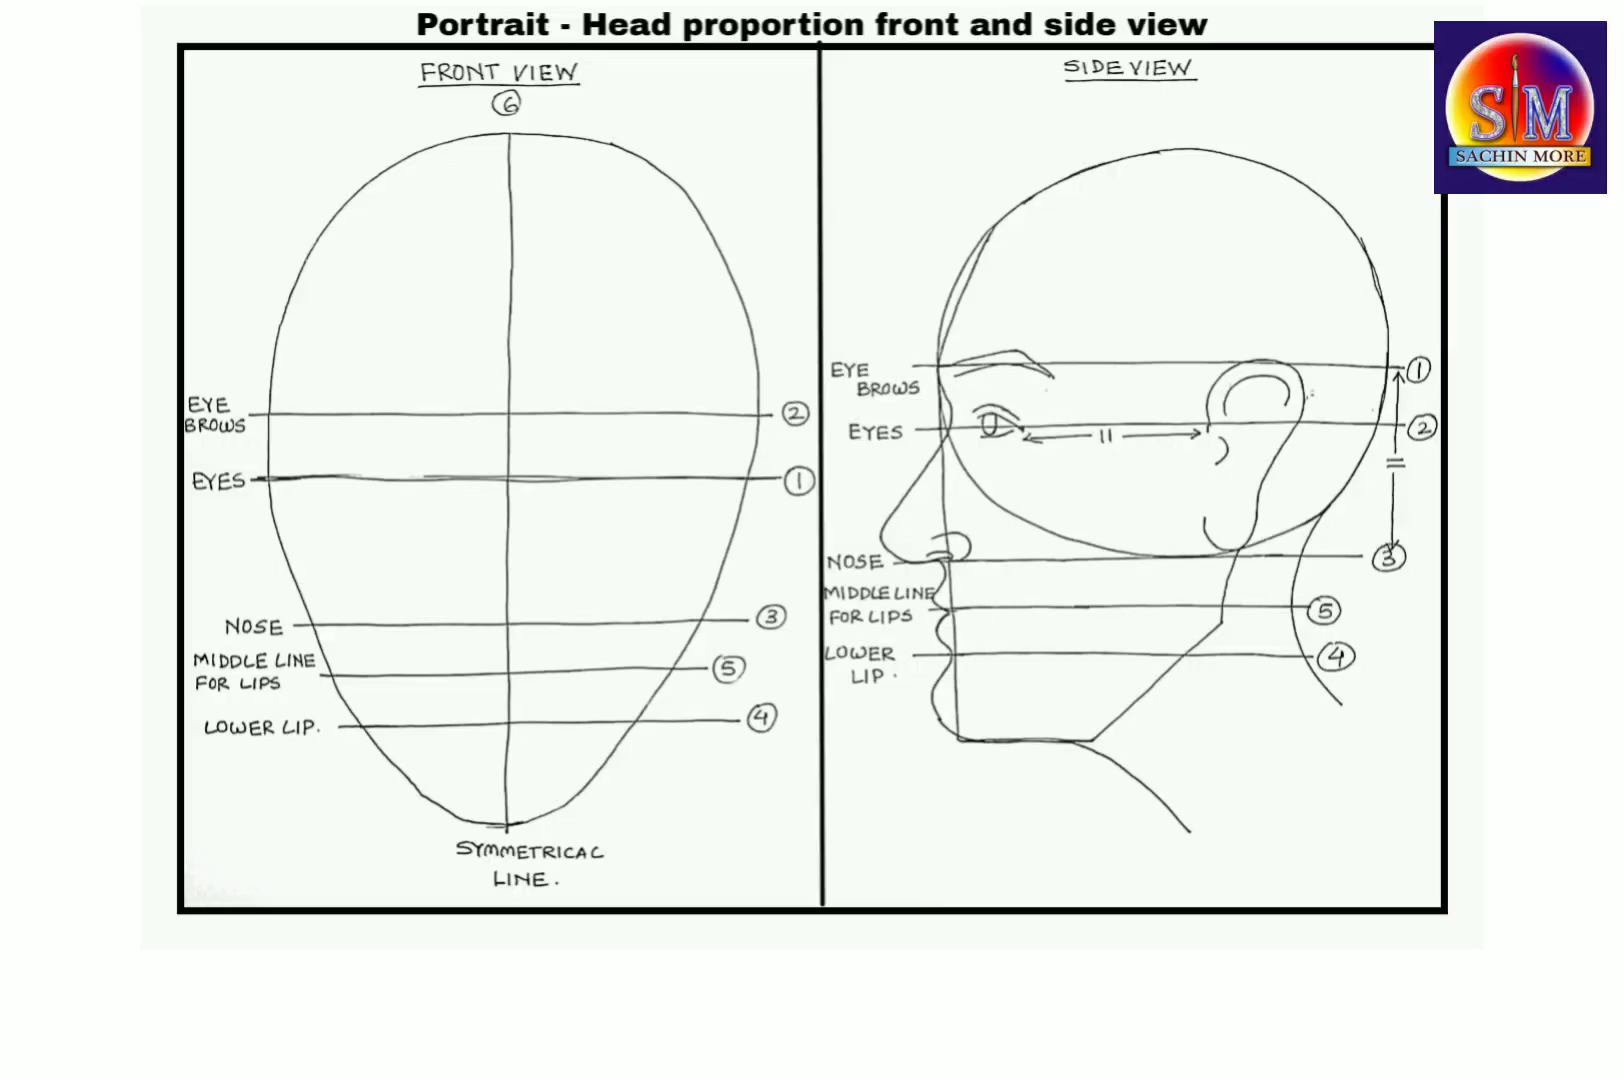 Portrait - Head proportion front and side view
FRONT VIEW
6
EYE
BROWS
2
EYES
1
NOSE
3
MIDDLE LINE
FOR LIPS
5
LOWER LIP.
4
SYMMETRICAL
LINE.
SIDE VIEW
EYE
BROWS
1
EYES
2
NOSE
3
MIDDLE LINE
FOR LIPS
5
LOWER
LIP.
4
SM
SACHIN MORE